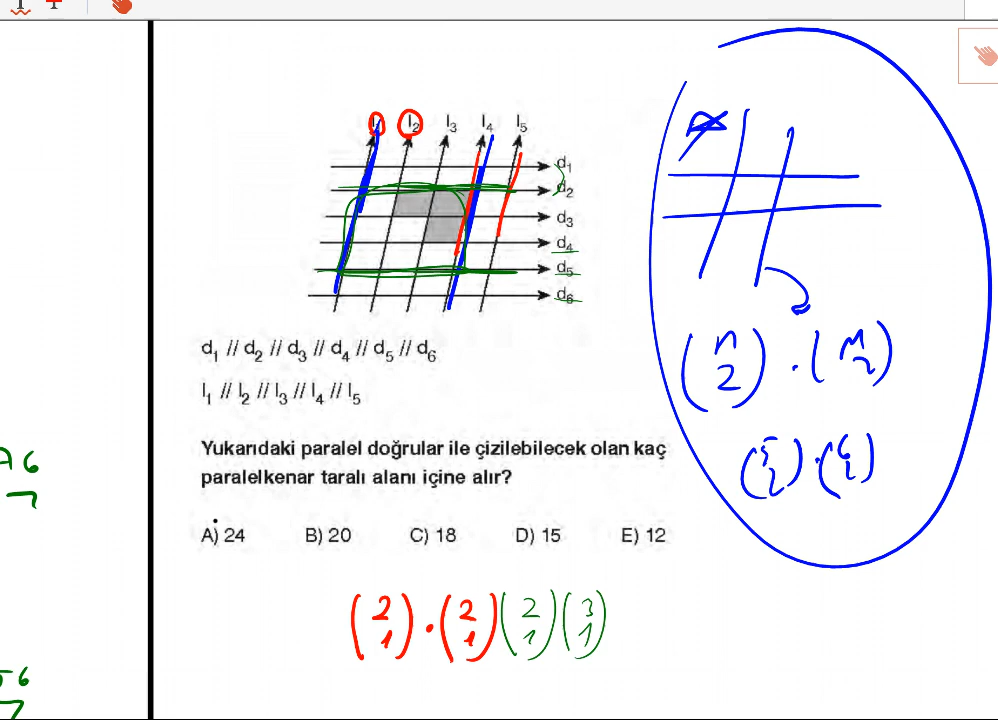 l₁ l₂ l₃ l₄ l₅
d₁
d₂
d₃
d₄
d₅
d₆
d₁ // d₂ // d₃ // d₄ // d₅ // d₆
l₁ // l₂ // l₃ // l₄ // l₅
Yukarıdaki paralel doğrular ile çizilebilecek olan kaç
paralelkenar taralı alanı içine alır?
A) 24 B) 20 C) 18 D) 15 E) 12
(2 1) . (2 1) (2 1) (3 1)
(n 2) . (m 2)
(5 2) . (6 2)